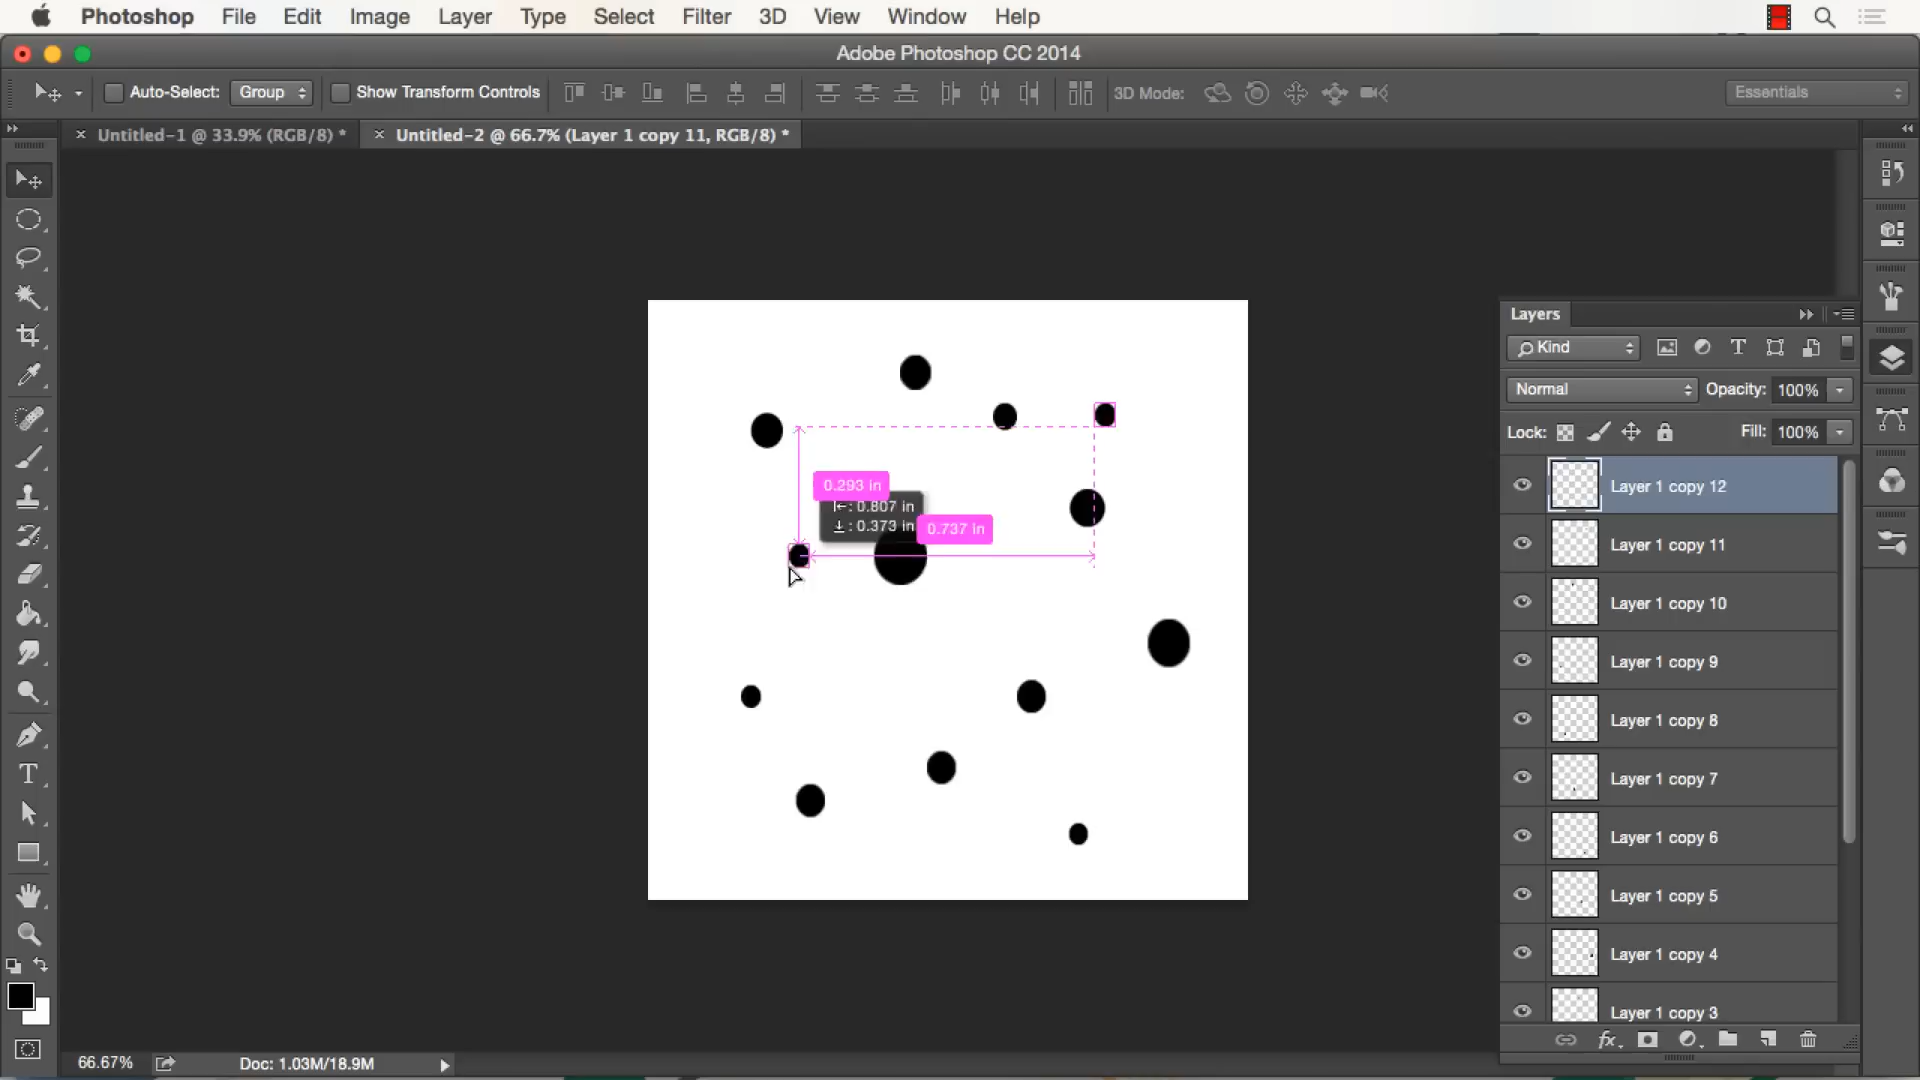 Photoshop File Edit Image Layer Type Select Filter 3D View Window Help
Adobe Photoshop CC 2014
Auto-Select: Group Show Transform Controls 3D Mode: Essentials
Untitled-1 @ 33.9% (RGB/8) * Untitled-2 @ 66.7% (Layer 1 copy 11, RGB/8) *
Layers
Kind
Normal Opacity: 100%
Lock: Fill: 100%
0.293 in
: 0.807 in
: 0.373 in
0.737 in
Layer 1 copy 12
Layer 1 copy 11
Layer 1 copy 10
Layer 1 copy 9
Layer 1 copy 8
Layer 1 copy 7
Layer 1 copy 6
Layer 1 copy 5
Layer 1 copy 4
Layer 1 copy 3
66.67% Doc: 1.03M/18.9M